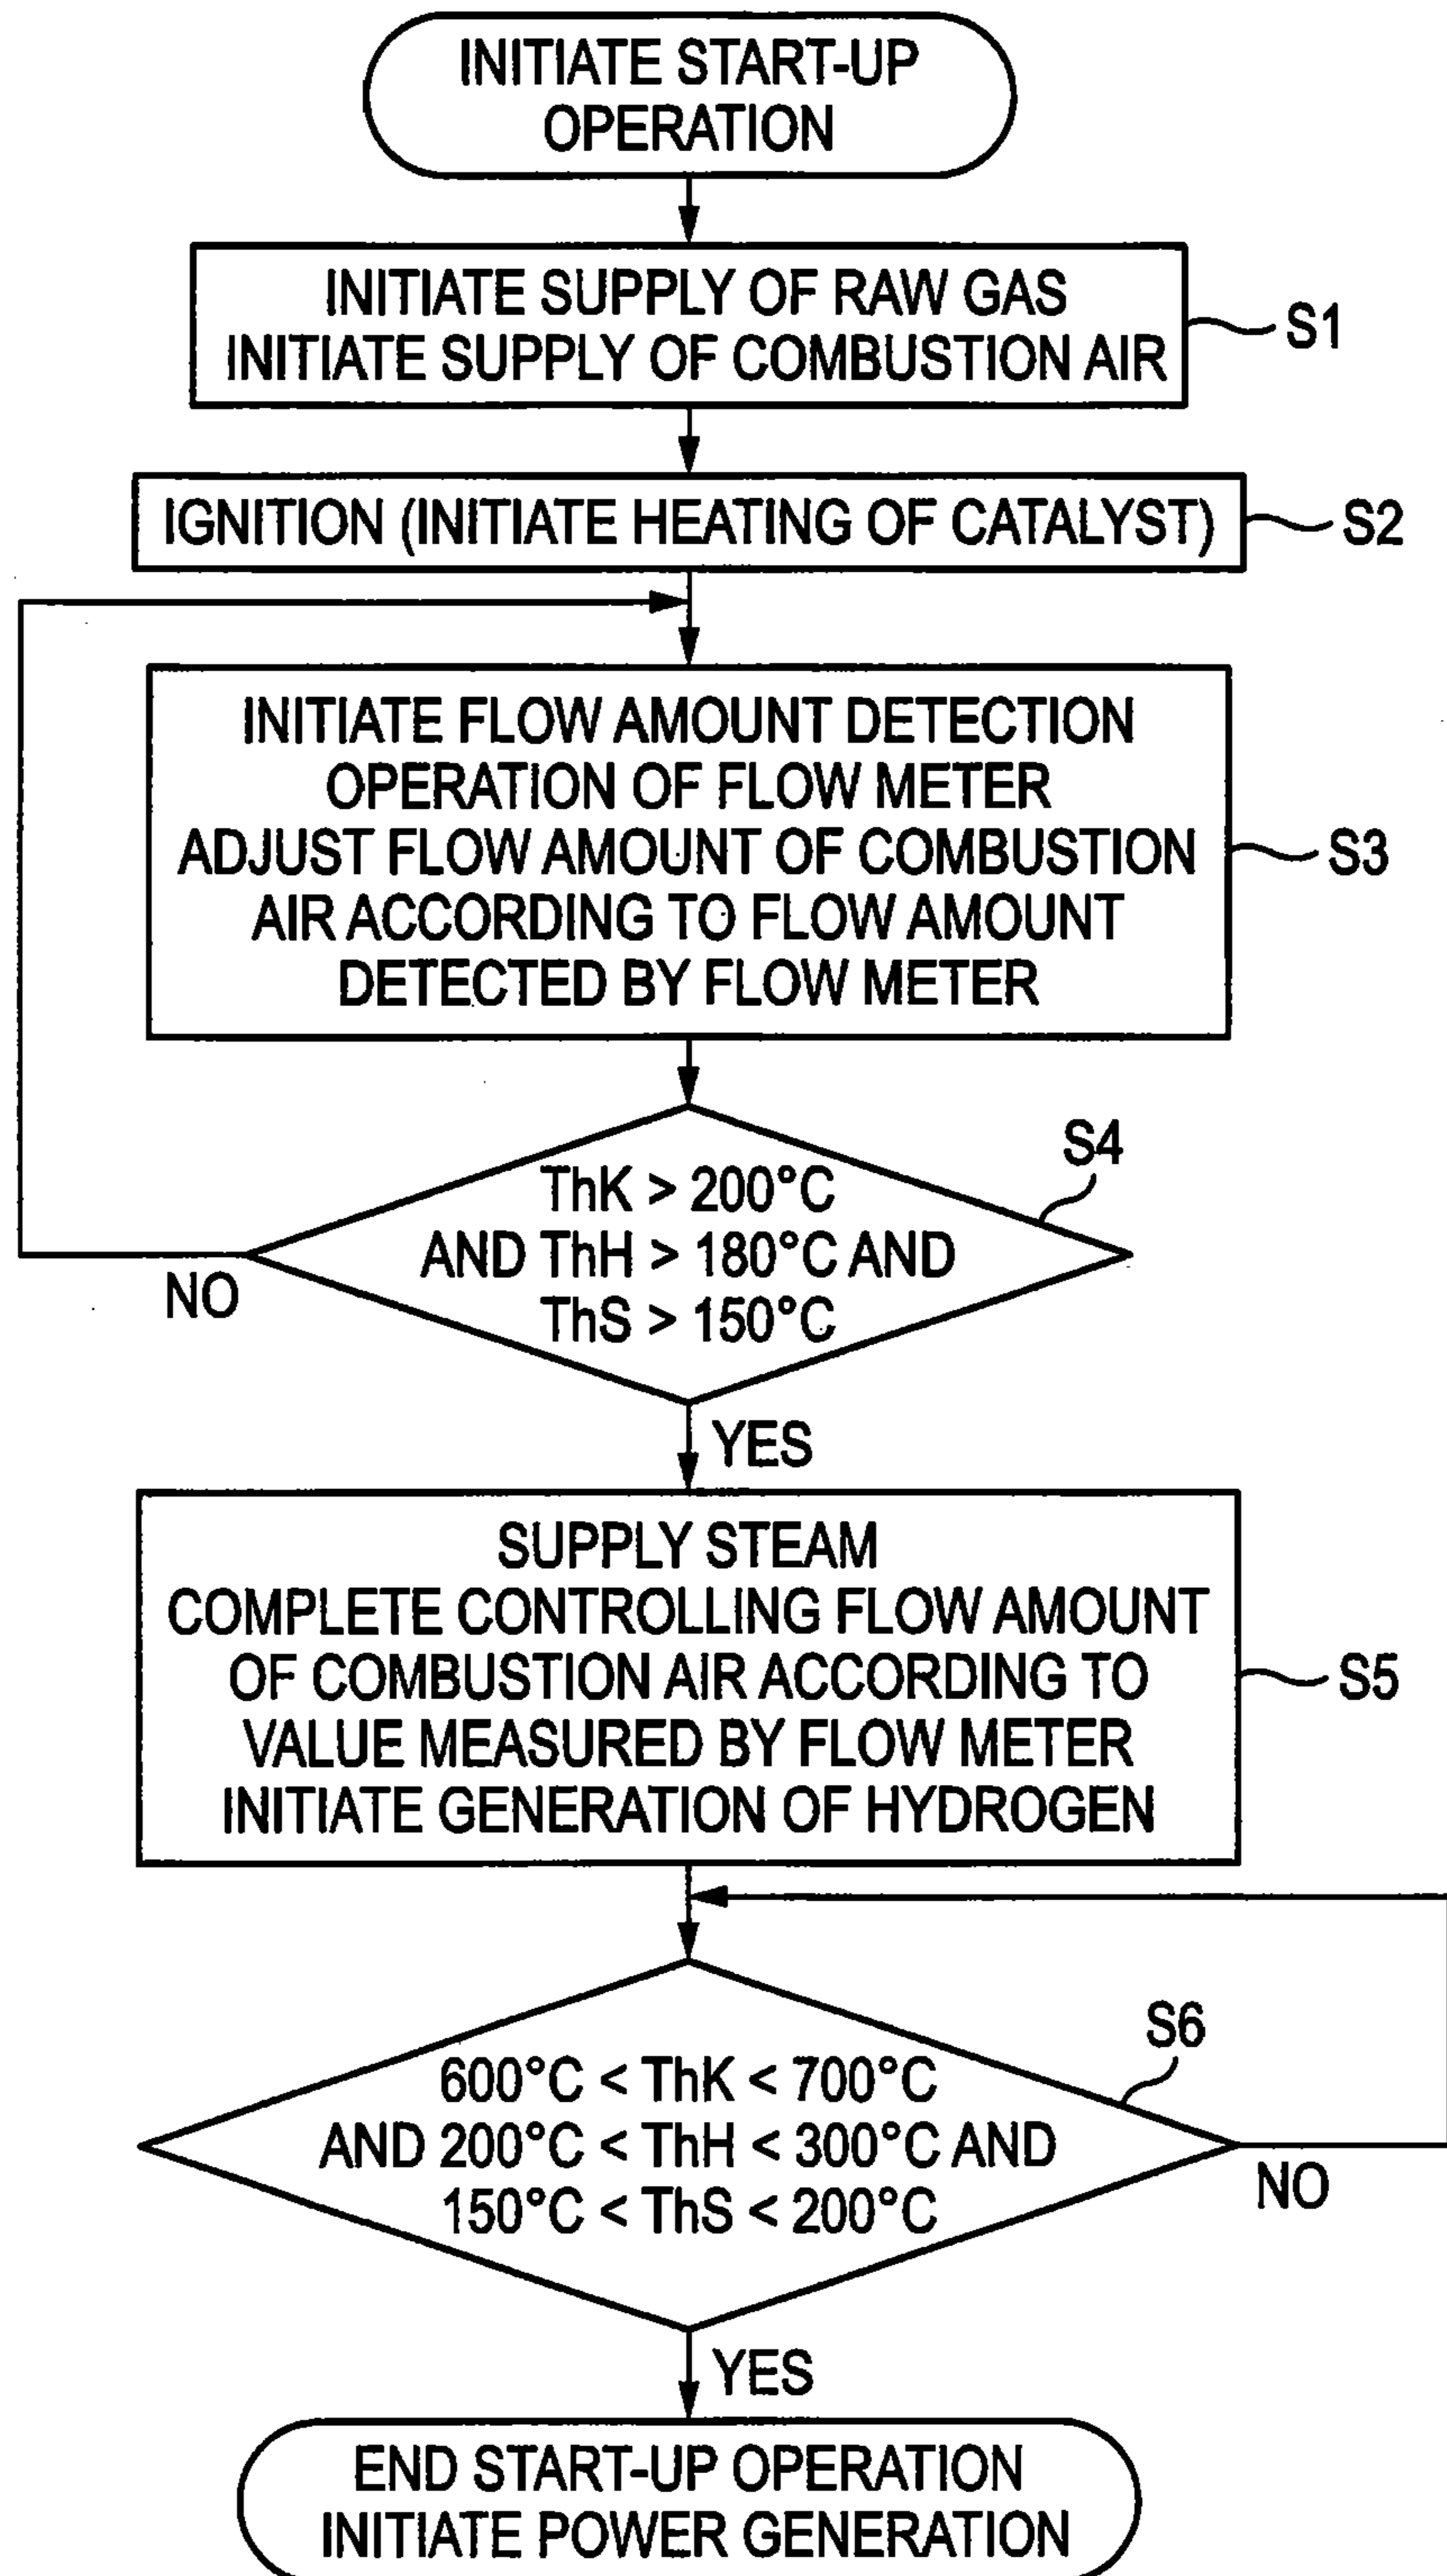 INITIATE START-UP
OPERATION
INITIATE SUPPLY OF RAW GAS
INITIATE SUPPLY OF COMBUSTION AIR
S1
IGNITION (INITIATE HEATING OF CATALYST)
S2
INITIATE FLOW AMOUNT DETECTION
OPERATION OF FLOW METER
ADJUST FLOW AMOUNT OF COMBUSTION
AIR ACCORDING TO FLOW AMOUNT
DETECTED BY FLOW METER
S3
S4
ThK > 200°C
AND ThH > 180°C AND
ThS > 150°C
NO
YES
SUPPLY STEAM
COMPLETE CONTROLLING FLOW AMOUNT
OF COMBUSTION AIR ACCORDING TO
VALUE MEASURED BY FLOW METER
INITIATE GENERATION OF HYDROGEN
S5
S6
600°C < ThK < 700°C
AND 200°C < ThH < 300°C AND
150°C < ThS < 200°C
NO
YES
END START-UP OPERATION
INITIATE POWER GENERATION